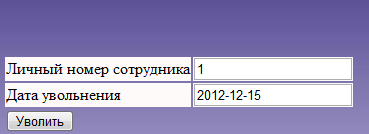 Личный номер сотрудника 1
Дата увольнения 2012-12-15
Уволить